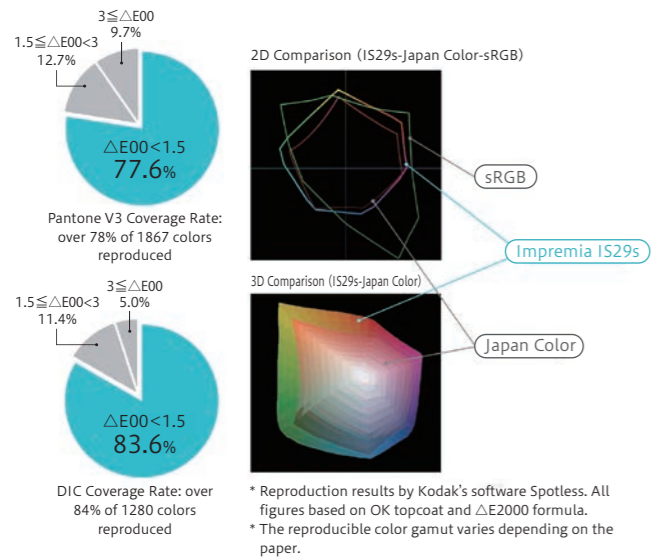 3≦△E00
9.7%
1.5≦△E00<3
12.7%
△E00<1.5
77.6%
Pantone V3 Coverage Rate:
over 78% of 1867 colors
reproduced
3≦△E00
5.0%
1.5≦△E00<3
11.4%
△E00<1.5
83.6%
DIC Coverage Rate: over
84% of 1280 colors
reproduced
2D Comparison (IS29s-Japan Color-sRGB)
sRGB
Impremia IS29s
3D Comparison (IS29s-Japan Color)
Japan Color
* Reproduction results by Kodak's software Spotless. All
figures based on OK topcoat and △E2000 formula.
* The reproducible color gamut varies depending on the
paper.